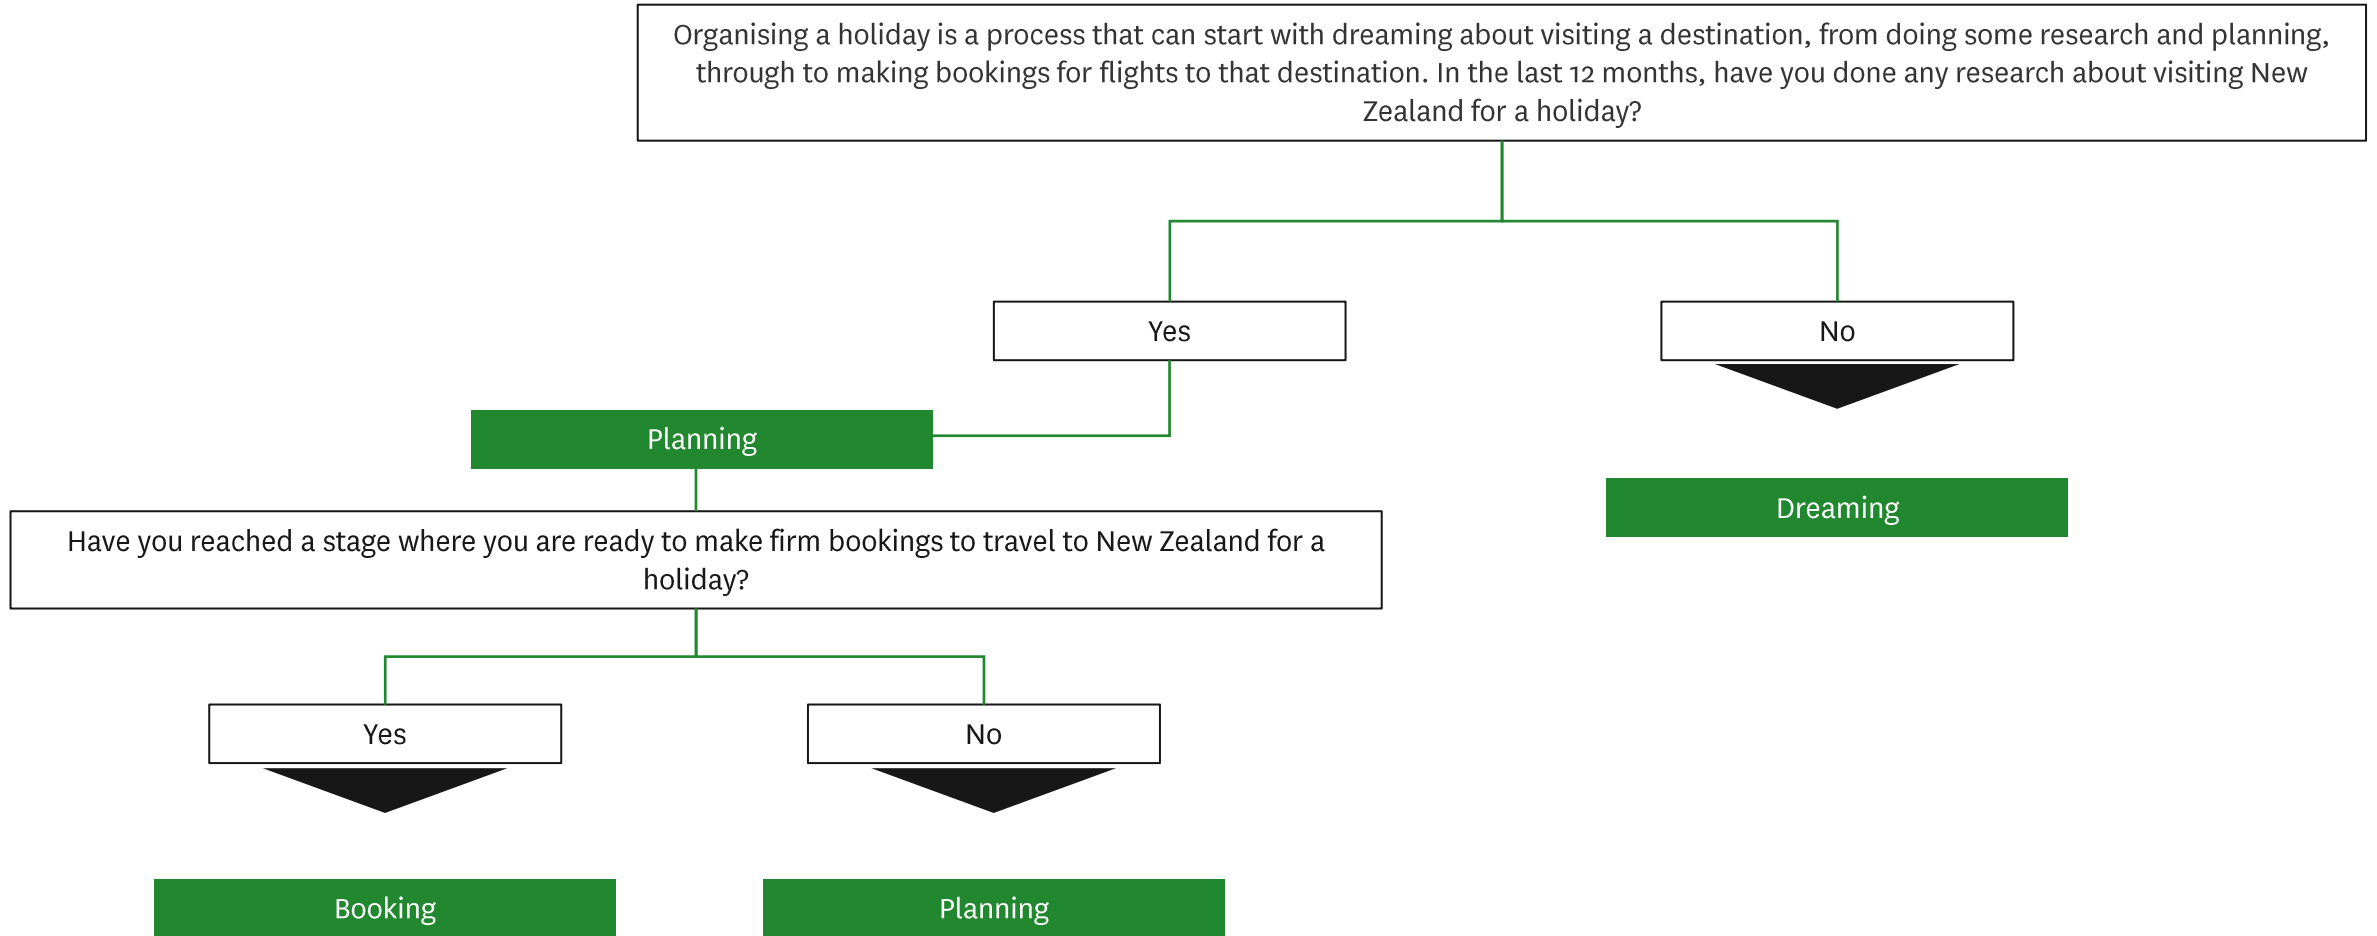 Organising a holiday is a process that can start with dreaming about visiting a destination, from doing some research and planning,
through to making bookings for flights to that destination. In the last 12 months, have you done any research about visiting New
Zealand for a holiday?
Yes
No
Planning
Dreaming
Have you reached a stage where you are ready to make firm bookings to travel to New Zealand for a
holiday?
Yes
No
Booking
Planning